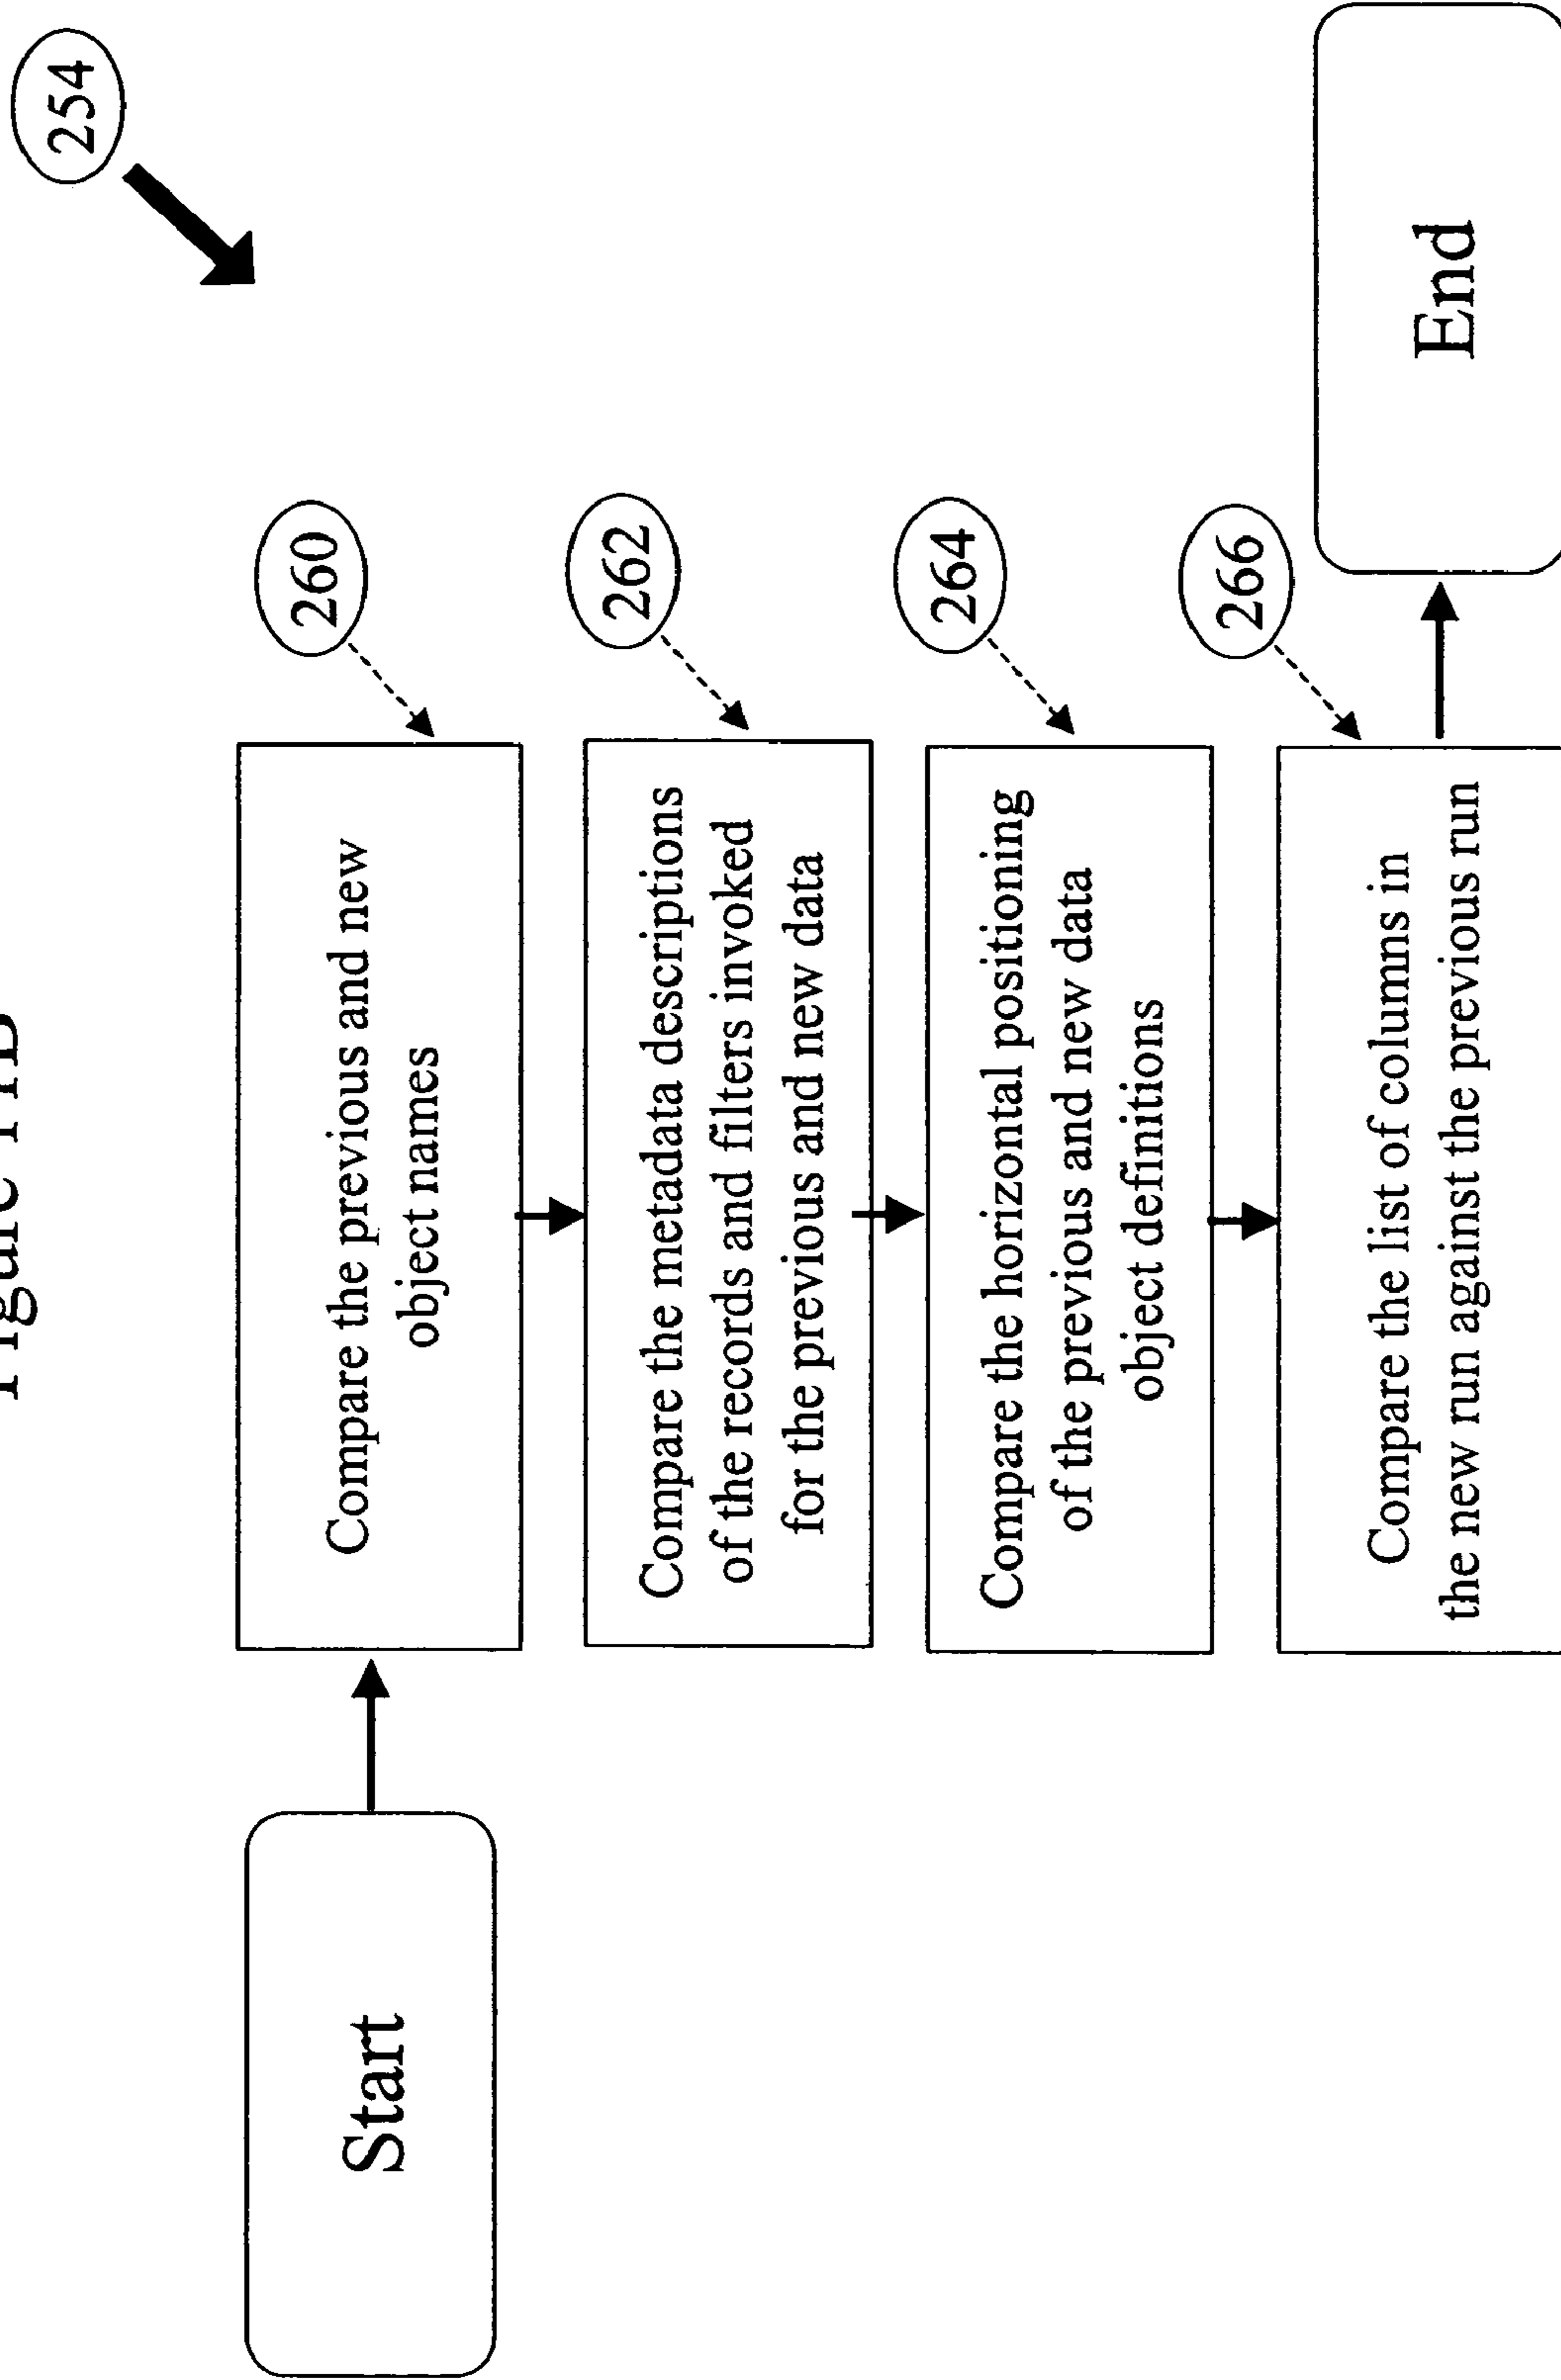 254
Start
Compare the previous and new
object names
260
Compare the metadata descriptions
of the records and filters invoked
for the previous and new data
262
Compare the horizontal positioning
of the previous and new data
object definitions
264
Compare the list of columns in
the new run against the previous run
266
End